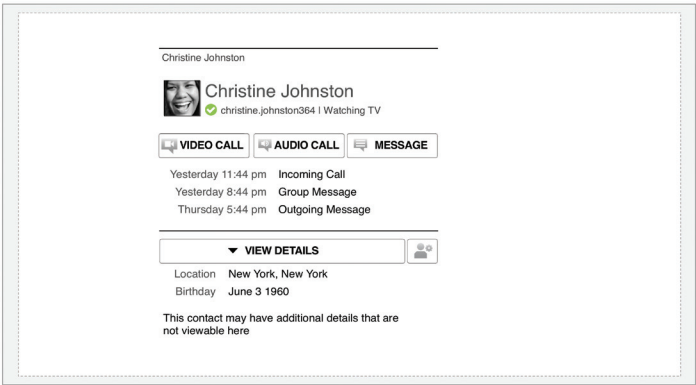 Christine Johnston
Christine Johnston
christine.johnston364 | Watching TV
VIDEO CALL AUDIO CALL MESSAGE
Yesterday 11:44 pm Incoming Call
Yesterday 8:44 pm Group Message
Thursday 5:44 pm Outgoing Message
VIEW DETAILS
Location New York, New York
Birthday June 3 1960
This contact may have additional details that are
not viewable here